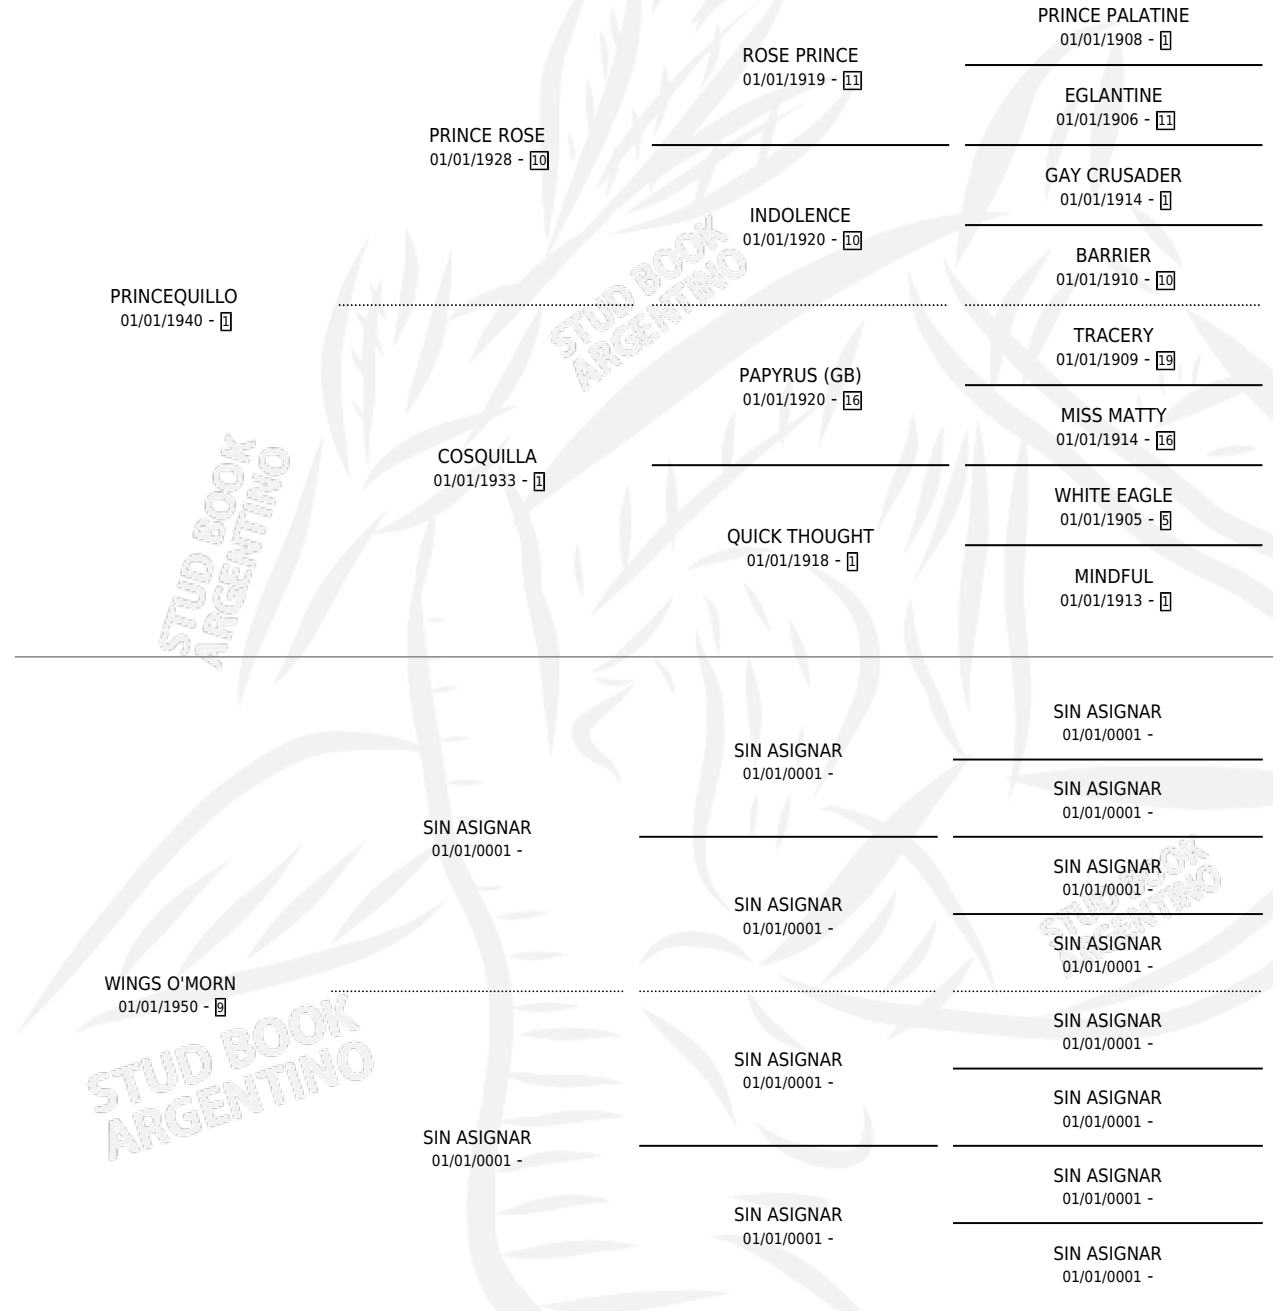 PRINCE PALATINE
01/01/1908 - 1
ROSE PRINCE
01/01/1919 - 11
EGLANTINE
01/01/1906 - 11
PRINCE ROSE
01/01/1928 - 10
GAY CRUSADER
01/01/1914 - 1
INDOLENCE
01/01/1920 - 10
BARRIER
01/01/1910 - 10
PRINCEQUILLO
01/01/1940 - 1
TRACERY
01/01/1909 - 19
PAPYRUS (GB)
01/01/1920 - 16
MISS MATTY
01/01/1914 - 16
COSQUILLA
01/01/1933 - 1
WHITE EAGLE
01/01/1905 - 5
QUICK THOUGHT
01/01/1918 - 1
MINDFUL
01/01/1913 - 1
STUD BOOK
ARGENTINO
STUD BOOK
ARGENTINO
SIN ASIGNAR
01/01/0001 -
SIN ASIGNAR
01/01/0001 -
SIN ASIGNAR
01/01/0001 -
SIN ASIGNAR
01/01/0001 -
SIN ASIGNAR
01/01/0001 -
SIN ASIGNAR
01/01/0001 -
SIN ASIGNAR
01/01/0001 -
WINGS O'MORN
01/01/1950 - 9
SIN ASIGNAR
01/01/0001 -
SIN ASIGNAR
01/01/0001 -
SIN ASIGNAR
01/01/0001 -
SIN ASIGNAR
01/01/0001 -
SIN ASIGNAR
01/01/0001 -
SIN ASIGNAR
01/01/0001 -
SIN ASIGNAR
01/01/0001 -
STUD BOOK
ARGENTINO
STUD BOOK
ARGENTINO